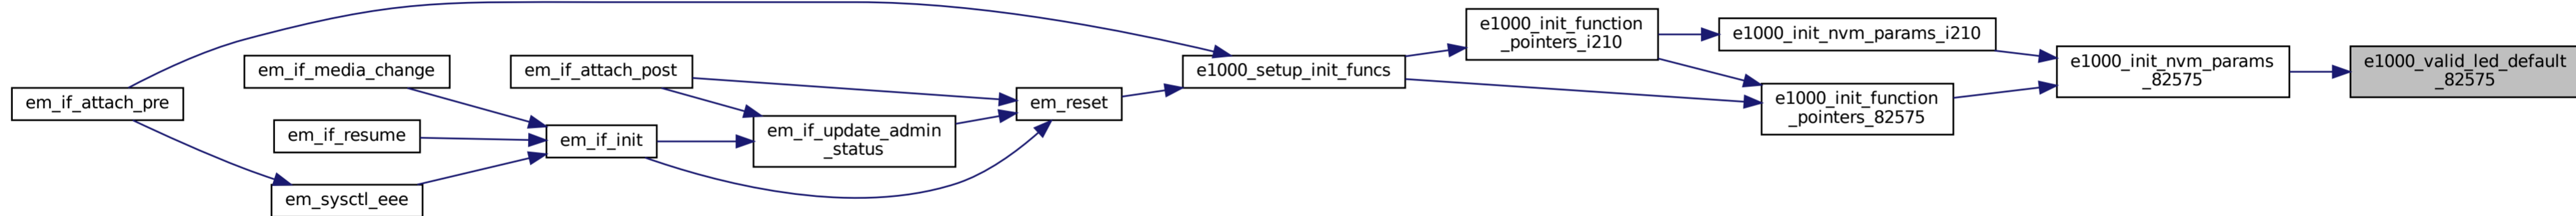 em_if_attach_pre
em_if_media_change
em_if_resume
em_sysctl_eee
em_if_attach_post
em_if_init
em_if_update_admin
_status
em_reset
e1000_setup_init_funcs
e1000_init_function
_pointers_i210
e1000_init_nvm_params_i210
e1000_init_function
_pointers_82575
e1000_init_nvm_params
_82575
e1000_valid_led_default
_82575